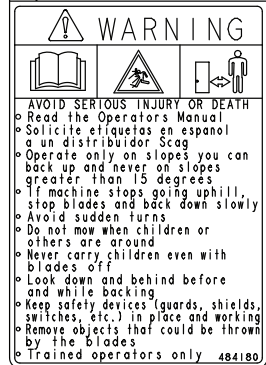 WARNING
AVOID SERIOUS INJURY OR DEATH
° Read the Operators Manual
° Solicite etiquetas en espanol
a un distribuidor Scag
° Operate only on slopes you can
back up and never on slopes
greater than 15 degrees
° If machine stops going uphill,
stop blades and back down slowly
° Avoid sudden turns
° Do not mow when children or
others are around
° Never carry children even with
blades off
° Look down and behind before
and while backing
° Keep safety devices (guards, shields,
switches, etc.) in place and working
° Remove objects that could be thrown
by the blades
° Trained operators only 484180